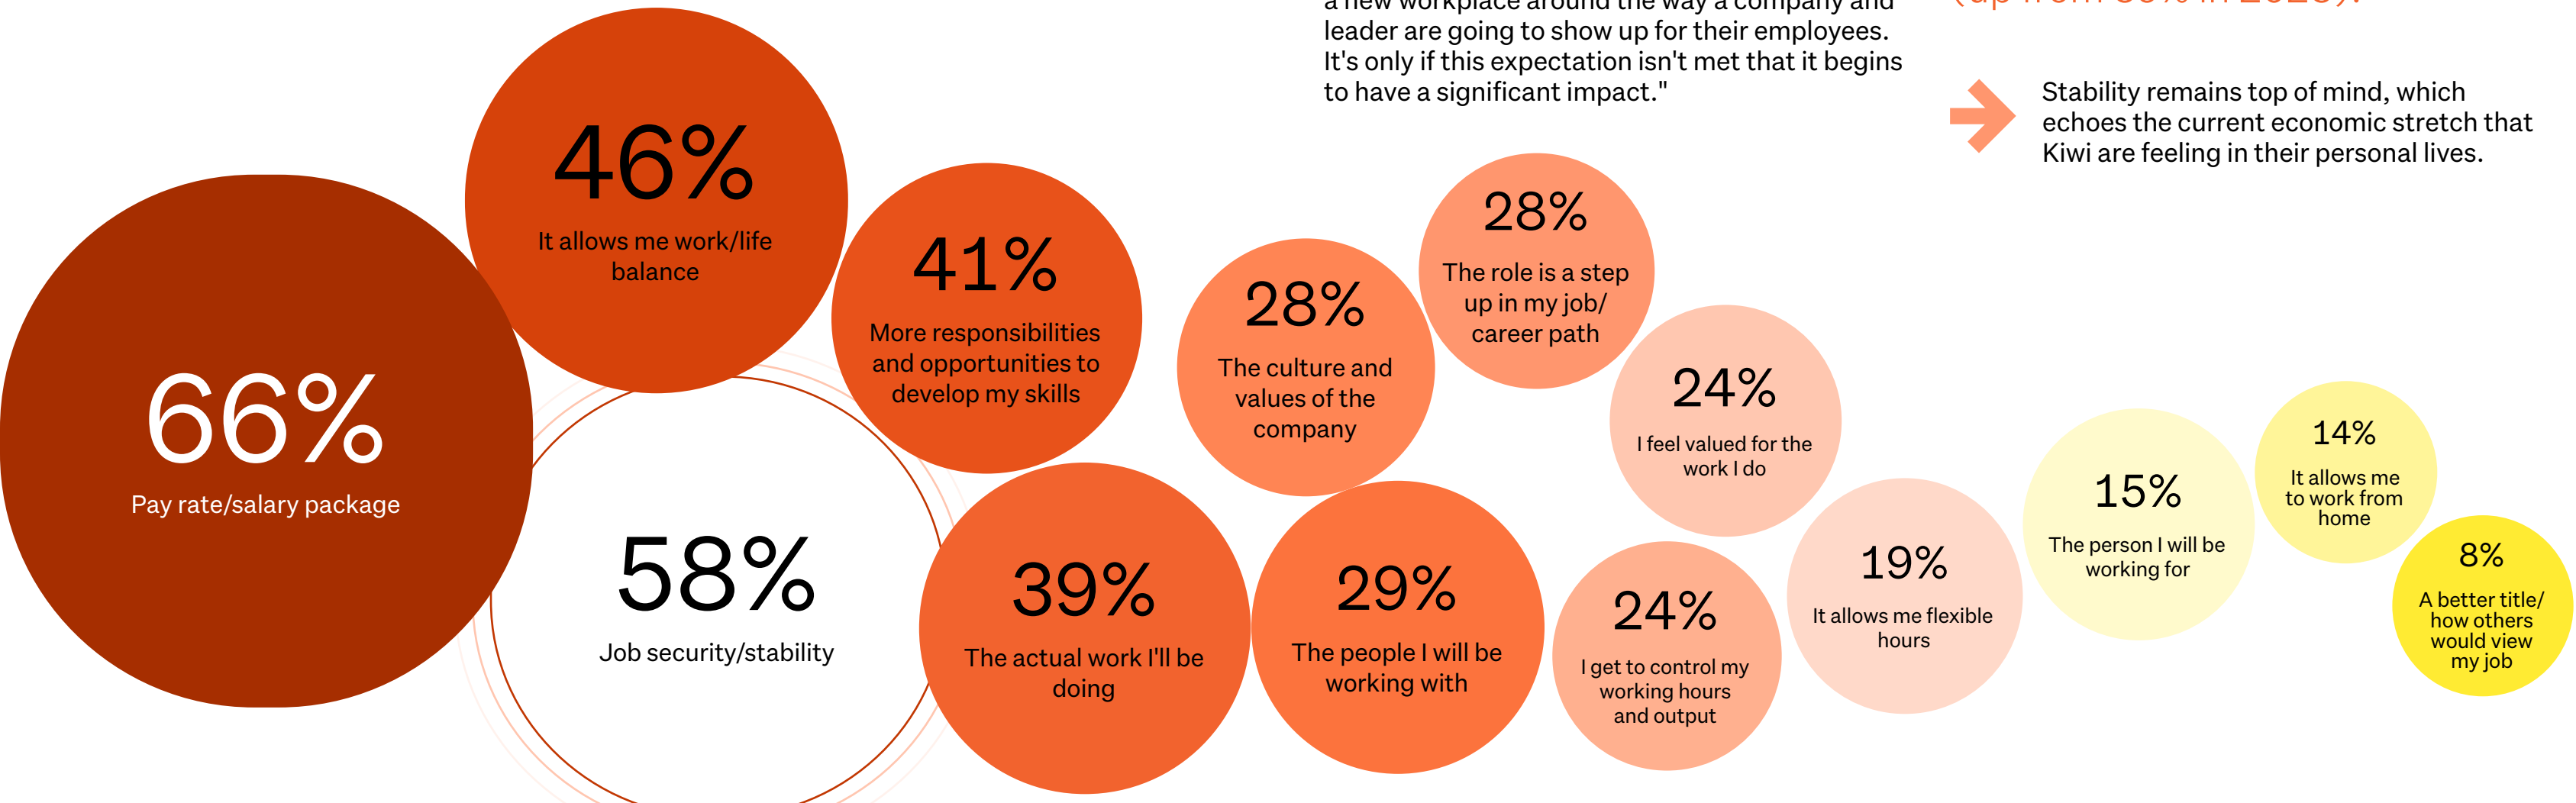 a new workplace around the way a company and
leader are going to show up for their employees.
It's only if this expectation isn't met that it begins
to have a significant impact."
Stability remains top of mind, which
echoes the current economic stretch that
Kiwi are feeling in their personal lives.
66%
Pay rate/salary package
46%
It allows me work/life
balance
58%
Job security/stability
41%
More responsibilities
and opportunities to
develop my skills
39%
The actual work I'll be
doing
28%
The culture and
values of the
company
29%
The people I will be
working with
28%
The role is a step
up in my job/
career path
24%
I feel valued for the
work I do
24%
I get to control my
working hours
and output
19%
It allows me flexible
hours
15%
The person I will be
working for
14%
It allows me
to work from
home
8%
A better title/
how others
would view
my job